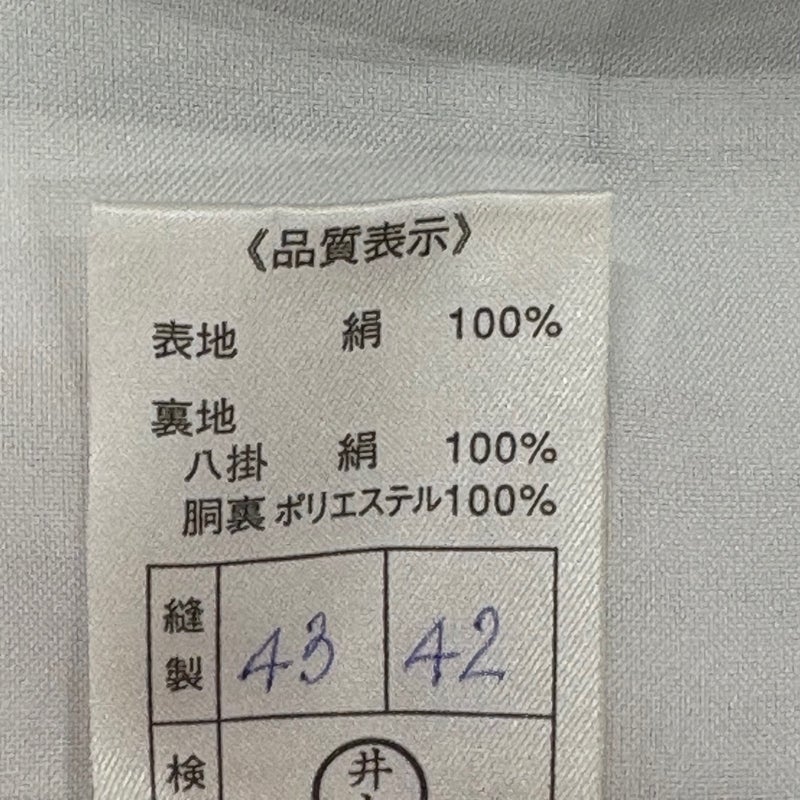 《品質表示》
表地 絹 100%
裏地
八掛 絹 100%
胴裏 ポリエステル100%
縫製 43 42
検
井